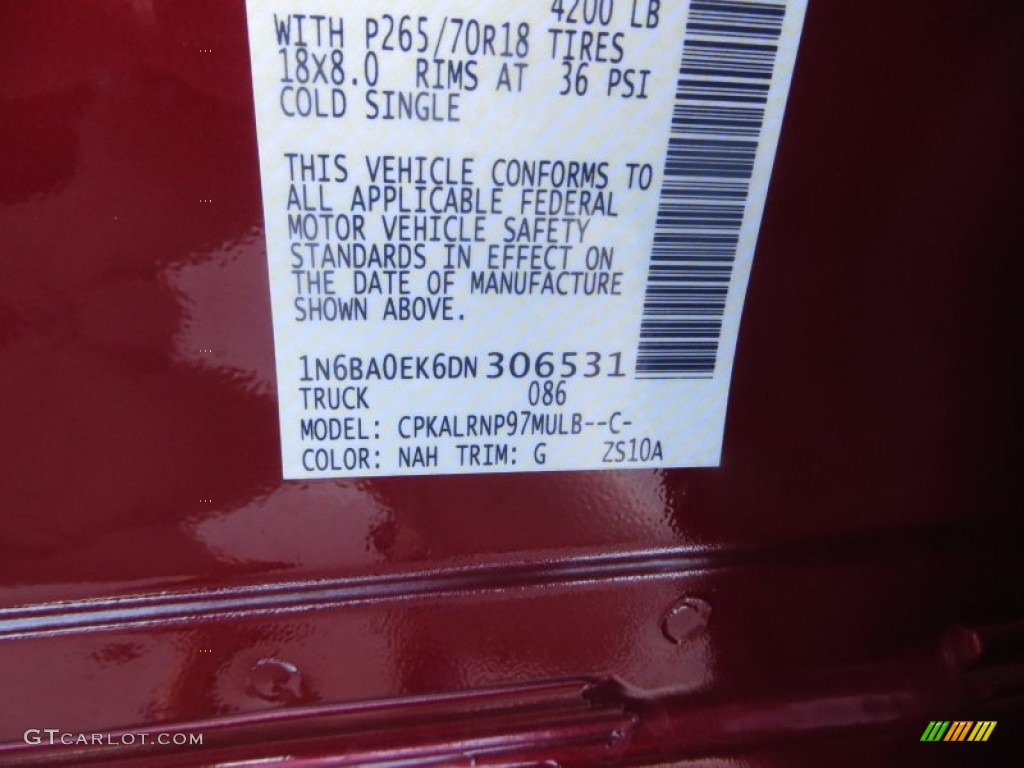 4200 LB
WITH P265/70R18 TIRES
18X8.0 RIMS AT 36 PSI
COLD SINGLE
THIS VEHICLE CONFORMS TO
ALL APPLICABLE FEDERAL
MOTOR VEHICLE SAFETY
STANDARDS IN EFFECT ON
THE DATE OF MANUFACTURE
SHOWN ABOVE.
1N6BA0EK6DN 306531
TRUCK 086
MODEL: CPKALRNP97MULB--C-
COLOR: NAH TRIM: G ZS10A
GTCARLOT.COM